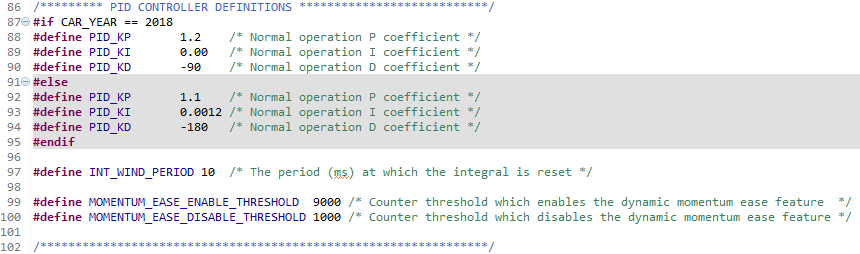 86 /********* PID CONTROLLER DEFINITIONS ***************************/
87 #if CAR_YEAR == 2018
88 #define PID_KP 1.2 /* Normal operation P coefficient */
89 #define PID_KI 0.00 /* Normal operation I coefficient */
90 #define PID_KD -90 /* Normal operation D coefficient */
91 #else
92 #define PID_KP 1.1 /* Normal operation P coefficient */
93 #define PID_KI 0.0012 /* Normal operation I coefficient */
94 #define PID_KD -180 /* Normal operation D coefficient */
95 #endif
96
97 #define INT_WIND_PERIOD 10 /* The period (ms) at which the integral is reset */
98
99 #define MOMENTUM_EASE_ENABLE_THRESHOLD 9000 /* Counter threshold which enables the dynamic momentum ease feature */
100 #define MOMENTUM_EASE_DISABLE_THRESHOLD 1000 /* Counter threshold which disables the dynamic momentum ease feature */
101
102 /****************************************************************/